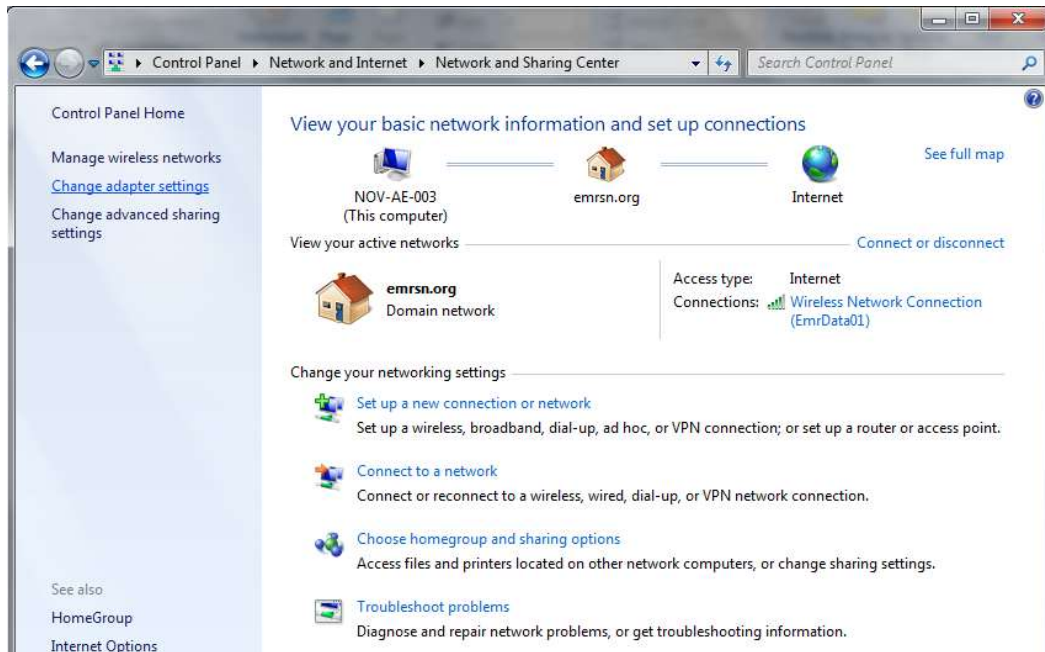 Control Panel ▸ Network and Internet ▸ Network and Sharing Center
Search Control Panel
Control Panel Home
Manage wireless networks
Change adapter settings
Change advanced sharing
settings
See also
HomeGroup
Internet Options
View your basic network information and set up connections
See full map
NOV-AE-003
(This computer)
emrsn.org
Internet
View your active networks
Connect or disconnect
emrsn.org
Domain network
Access type: Internet
Connections: Wireless Network Connection
(EmrData01)
Change your networking settings
Set up a new connection or network
Set up a wireless, broadband, dial-up, ad hoc, or VPN connection; or set up a router or access point.
Connect to a network
Connect or reconnect to a wireless, wired, dial-up, or VPN network connection.
Choose homegroup and sharing options
Access files and printers located on other network computers, or change sharing settings.
Troubleshoot problems
Diagnose and repair network problems, or get troubleshooting information.